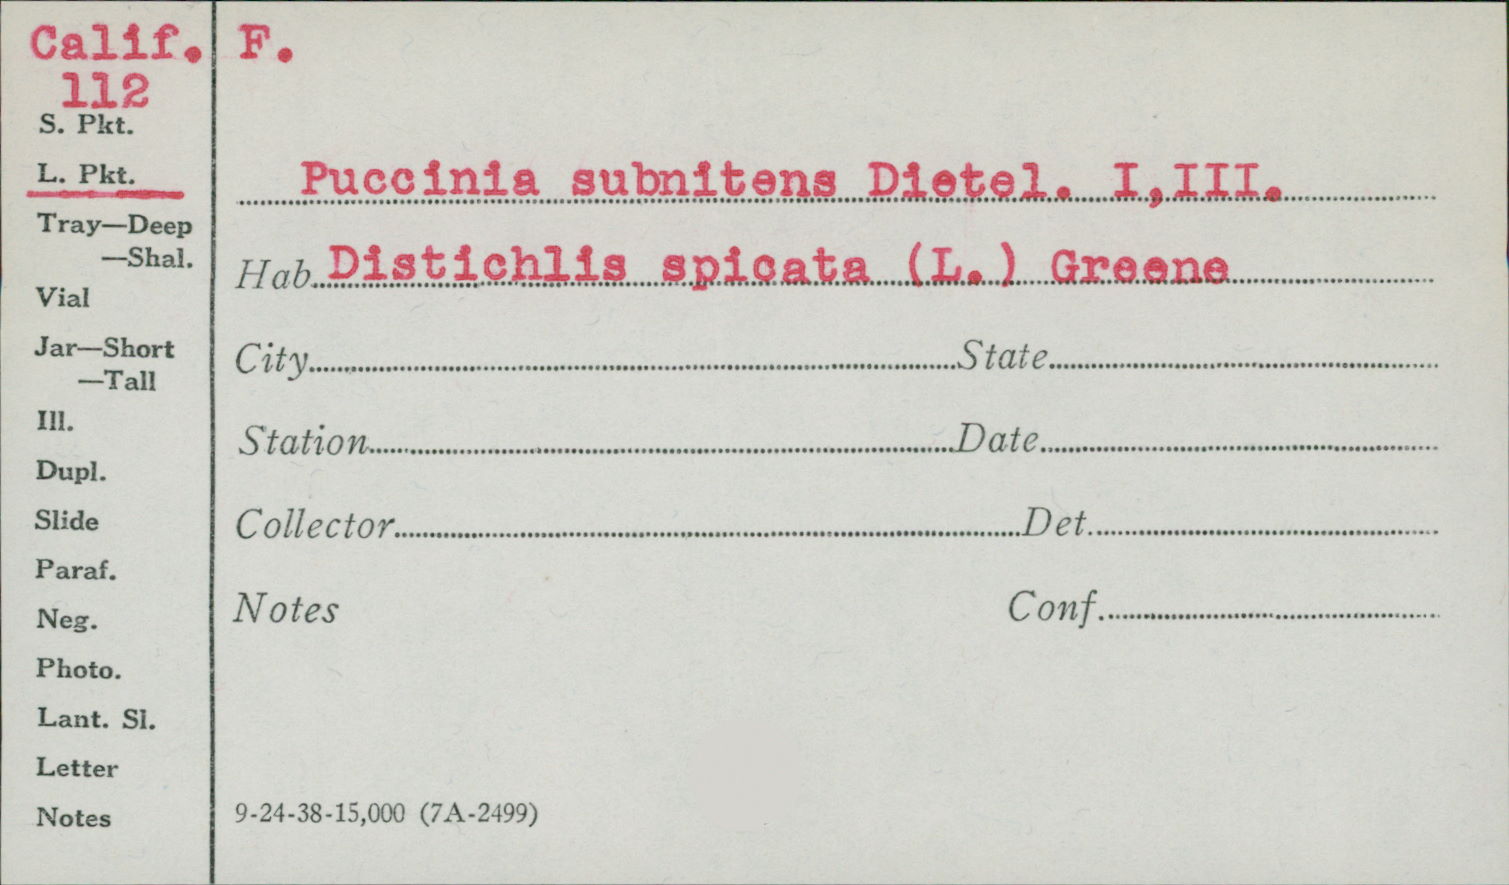 Calif.
112
S. Pkt.
L. Pkt.
Tray—Deep
—Shal.
Vial
Jar—Short
—Tall
Ill.
Dupl.
Slide
Paraf.
Neg.
Photo.
Lant. Sl.
Letter
Notes
F.
Puccinia subnitens Dietel. I,III.
Hab. Distichlis spicata (L.) Greene
City State
Station Date
Collector Det.
Notes Conf.
9-24-38-15,000 (7A-2499)